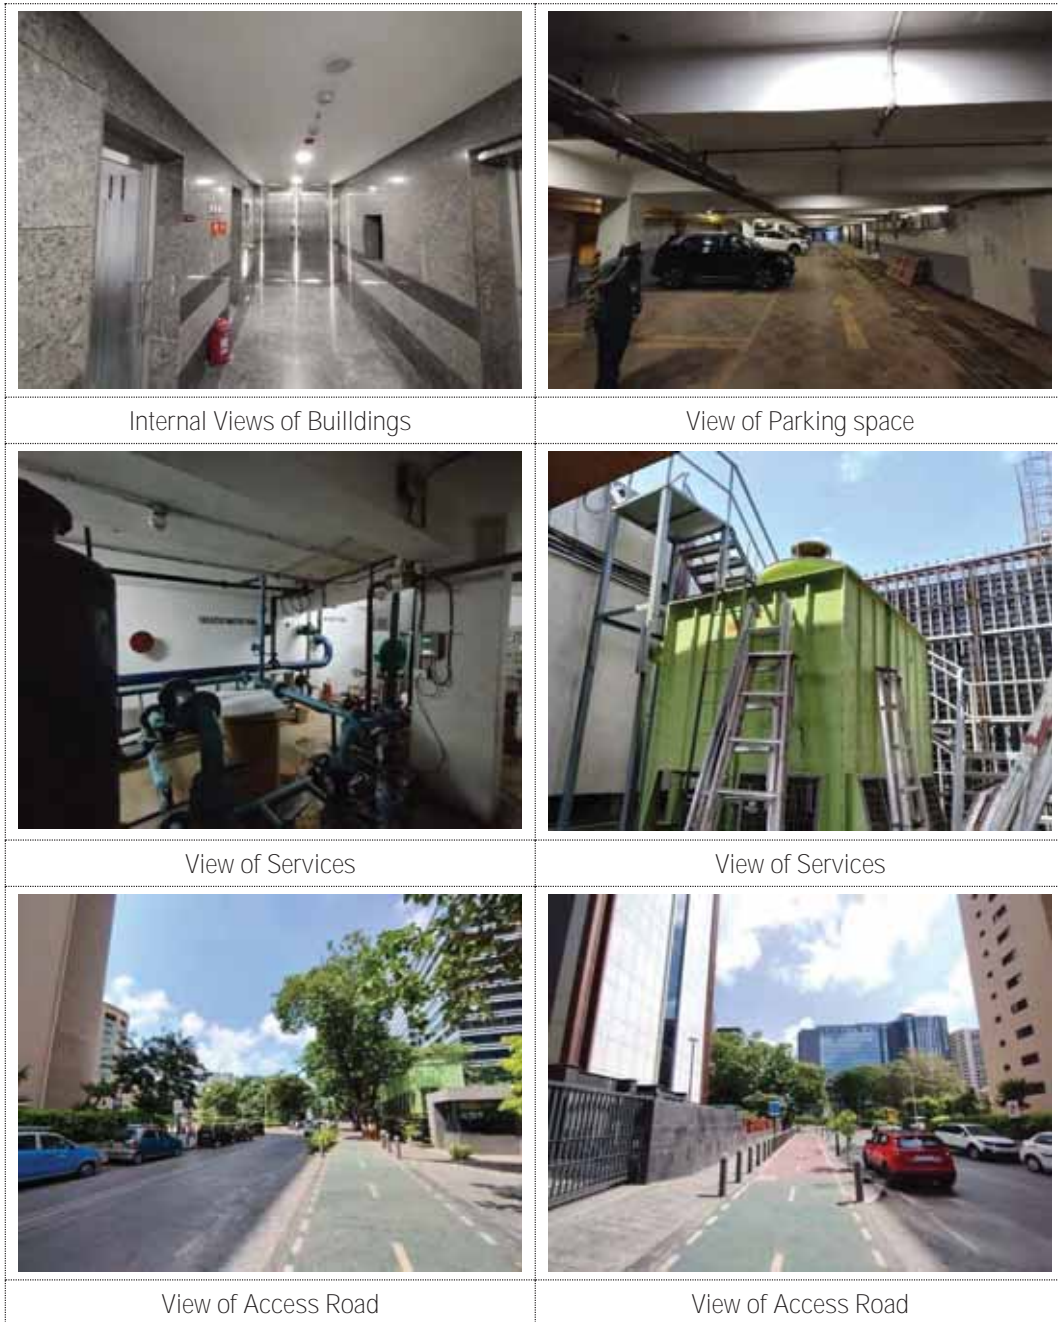 Internal Views of Builldings
View of Parking space
View of Services
View of Services
View of Access Road
View of Access Road